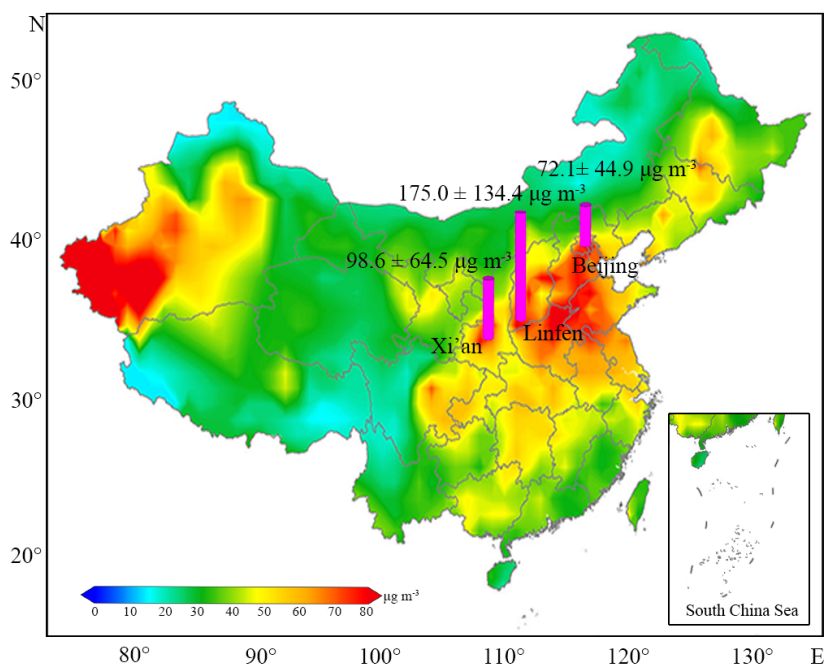 N
50°
72.1± 44.9 μg m⁻³
175.0 ± 134.4 μg m⁻³
40°
98.6 ± 64.5 μg m⁻³
Beijing
Linfen
Xi’an
30°
20°
0 10 20 30 40 50 60 70 80 μg m⁻³
South China Sea
80° 90° 100° 110° 120° 130° E